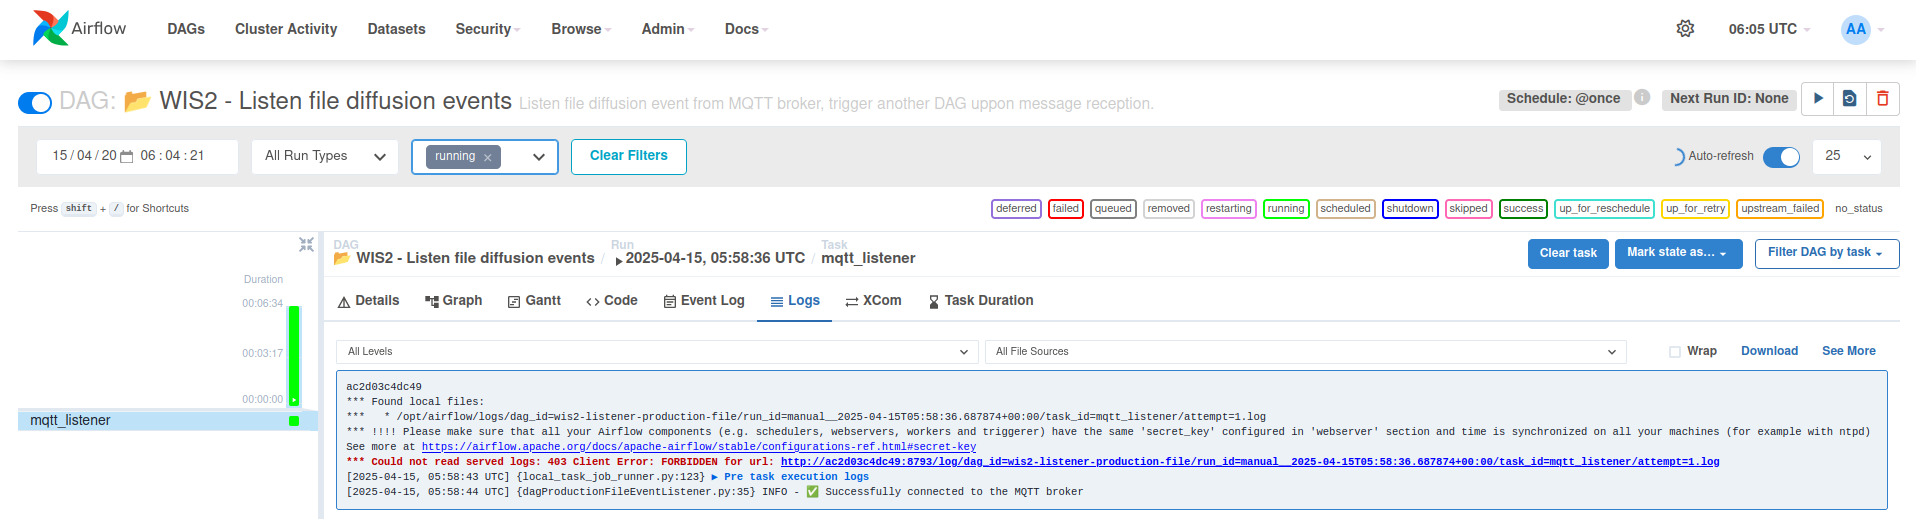 Airflow DAGs Cluster Activity Datasets Security Browse Admin Docs 06:05 UTC AA
DAG: 📂 WIS2 - Listen file diffusion events Listen file diffusion event from MQTT broker, trigger another DAG uppon message reception. Schedule: @once i Next Run ID: None
15/04/20 06:04:21 All Run Types running × Clear Filters Auto-refresh 25
Press shift + / for Shortcuts deferred failed queued removed restarting running scheduled shutdown skipped success up_for_reschedule up_for_retry upstream_failed no_status
DAG Run Task
📂 WIS2 - Listen file diffusion events / ▶2025-04-15, 05:58:36 UTC / mqtt_listener Clear task Mark state as... Filter DAG by task
Duration
00:06:34
00:03:17
00:00:00
mqtt_listener
Details Graph Gantt <> Code Event Log Logs XCom Task Duration
All Levels All File Sources Wrap Download See More
ac2d03c4dc49
*** Found local files:
***   * /opt/airflow/logs/dag_id=wis2-listener-production-file/run_id=manual__2025-04-15T05:58:36.687874+00:00/task_id=mqtt_listener/attempt=1.log
*** !!!! Please make sure that all your Airflow components (e.g. schedulers, webservers, workers and triggerer) have the same 'secret_key' configured in 'webserver' section and time is synchronized on all your machines (for example with ntpd)
See more at https://airflow.apache.org/docs/apache-airflow/stable/configurations-ref.html#secret-key
*** Could not read served logs: 403 Client Error: FORBIDDEN for url: http://ac2d03c4dc49:8793/log/dag_id=wis2-listener-production-file/run_id=manual__2025-04-15T05:58:36.687874+00:00/task_id=mqtt_listener/attempt=1.log
[2025-04-15, 05:58:43 UTC] {local_task_job_runner.py:123} ▶ Pre task execution logs
[2025-04-15, 05:58:44 UTC] {dagProductionFileEventListener.py:35} INFO - ✅ Successfully connected to the MQTT broker